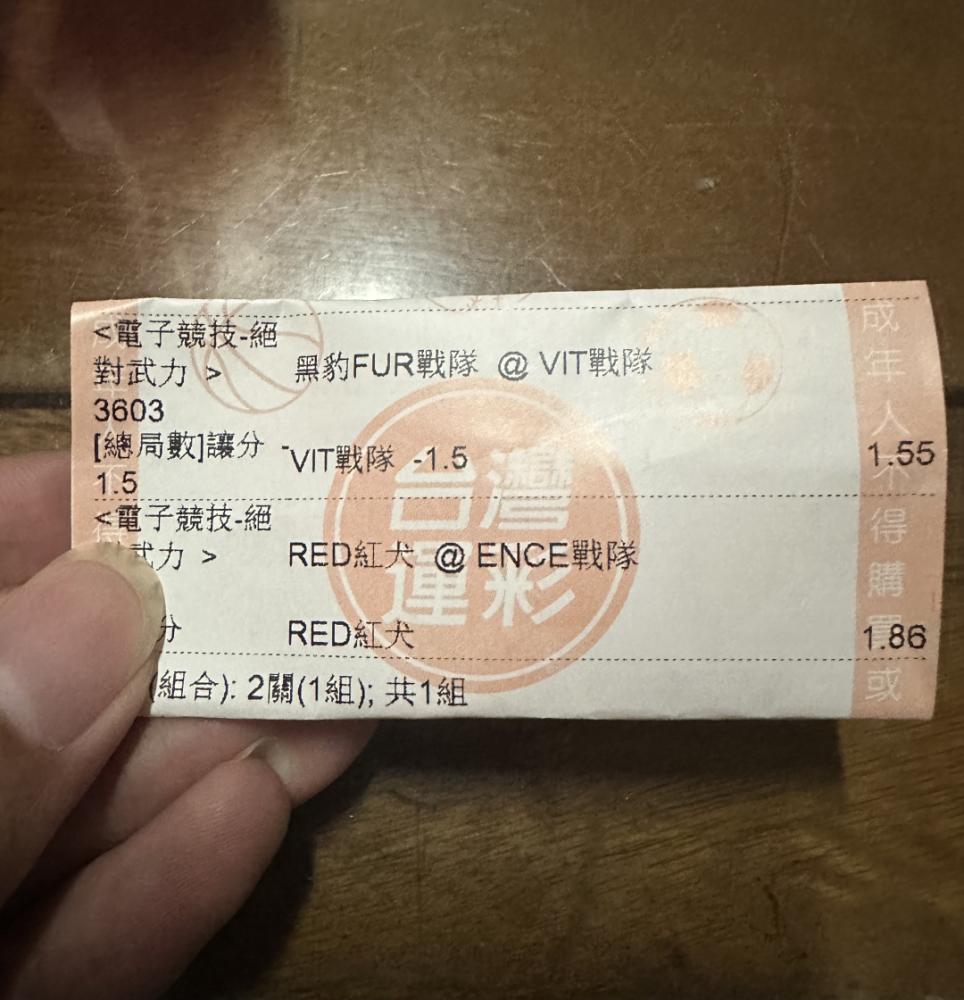 <電子競技-絕
對武力 > 黑豹FUR戰隊 @ VIT戰隊
3603
[總局數]讓分 - VIT戰隊 -1.5 1.55
1.5
<電子競技-絕
武力 > RED紅犬 @ ENCE戰隊
分 RED紅犬 1.86
(組合): 2關(1組); 共1組
台灣
運彩
成年人不得購買或